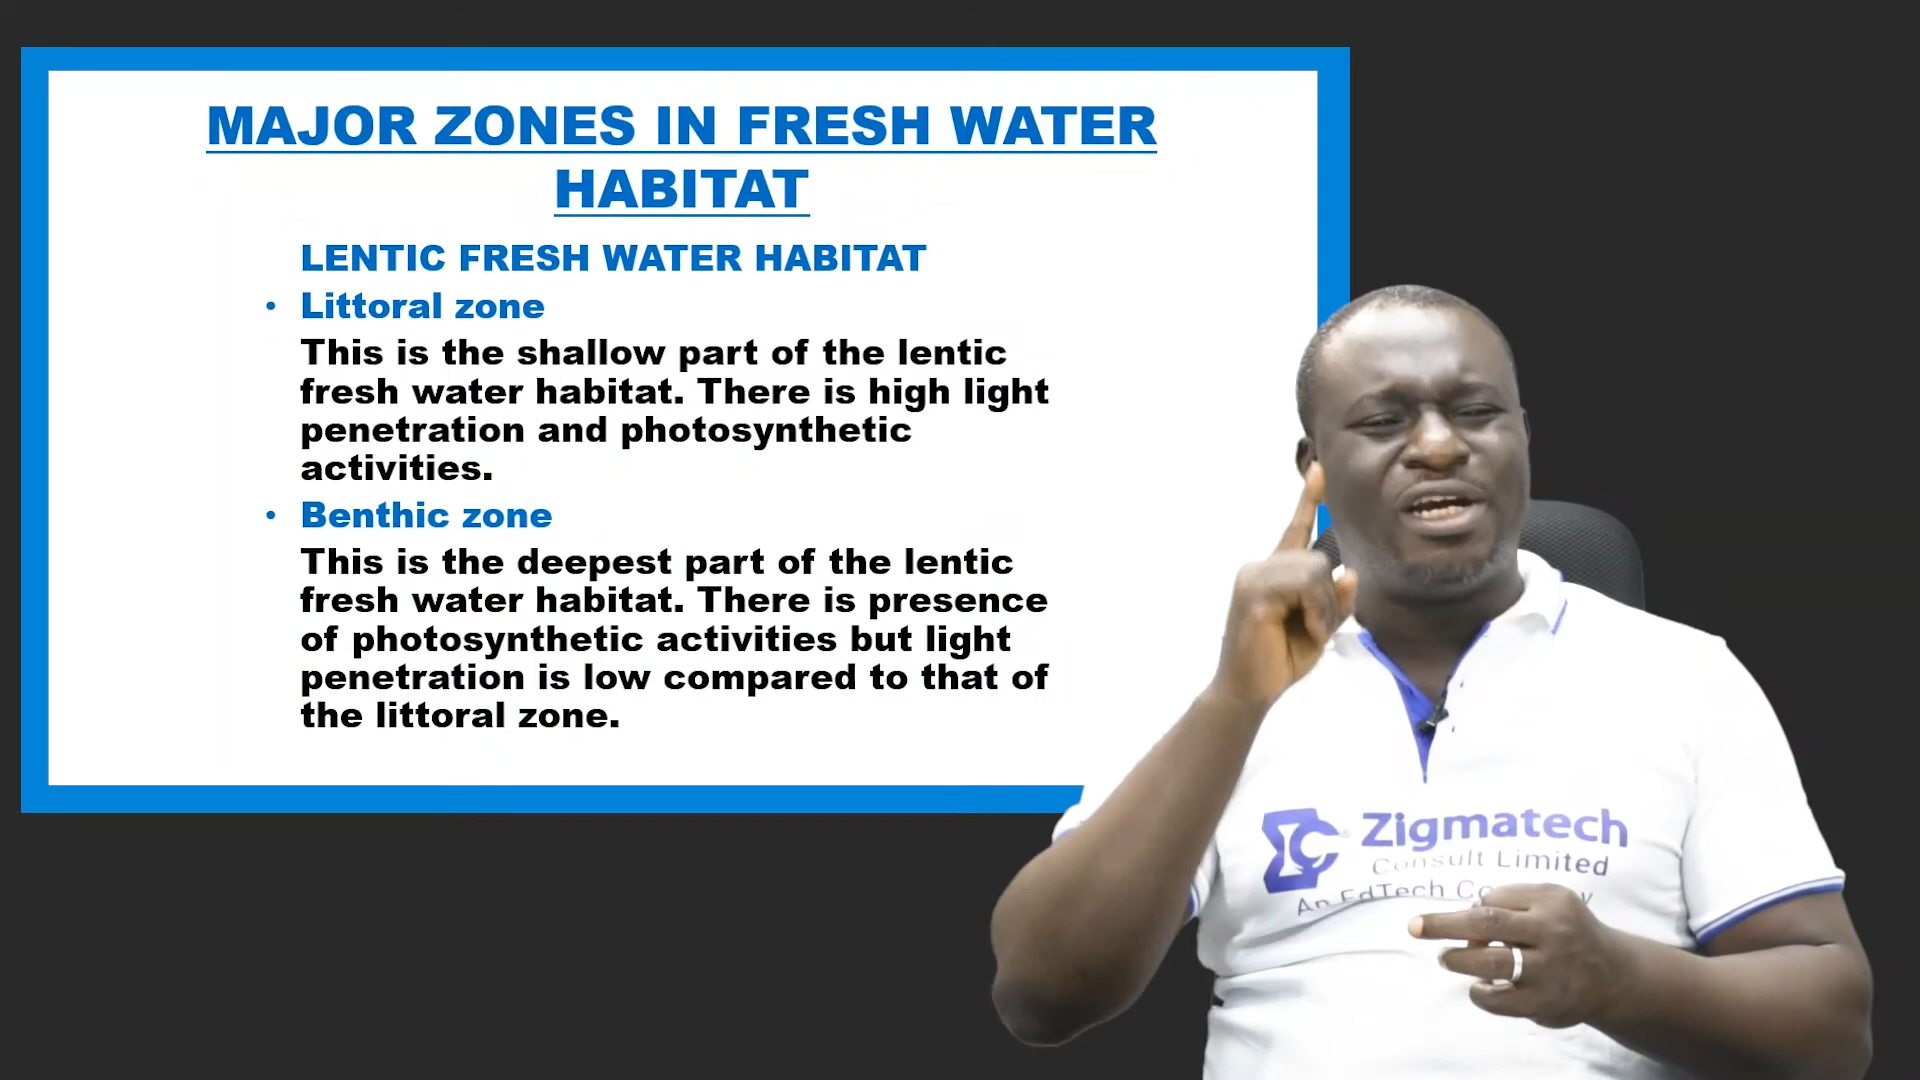 MAJOR ZONES IN FRESH WATER
HABITAT
LENTIC FRESH WATER HABITAT
• Littoral zone
This is the shallow part of the lentic
fresh water habitat. There is high light
penetration and photosynthetic
activities.
• Benthic zone
This is the deepest part of the lentic
fresh water habitat. There is presence
of photosynthetic activities but light
penetration is low compared to that of
the littoral zone.
Zigmatech
Consult Limited
An EdTech